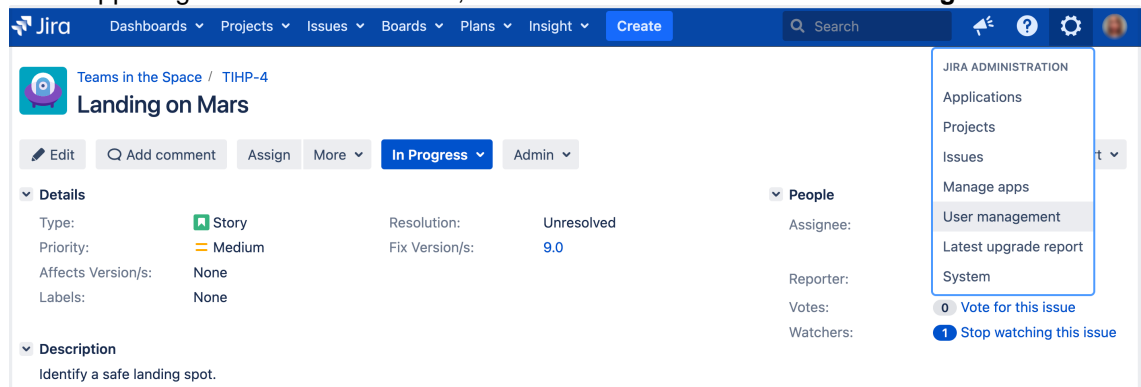 Jira Dashboards Projects Issues Boards Plans Insight Create Search
JIRA ADMINISTRATION
Applications
Projects
Issues
Manage apps
User management
Latest upgrade report
System
Teams in the Space / TIHP-4
Landing on Mars
Edit Add comment Assign More In Progress Admin
Details
Type: Story Resolution: Unresolved
Priority: Medium Fix Version/s: 9.0
Affects Version/s: None
Labels: None
People
Assignee:
Reporter:
Votes: 0 Vote for this issue
Watchers: 1 Stop watching this issue
Description
Identify a safe landing spot.